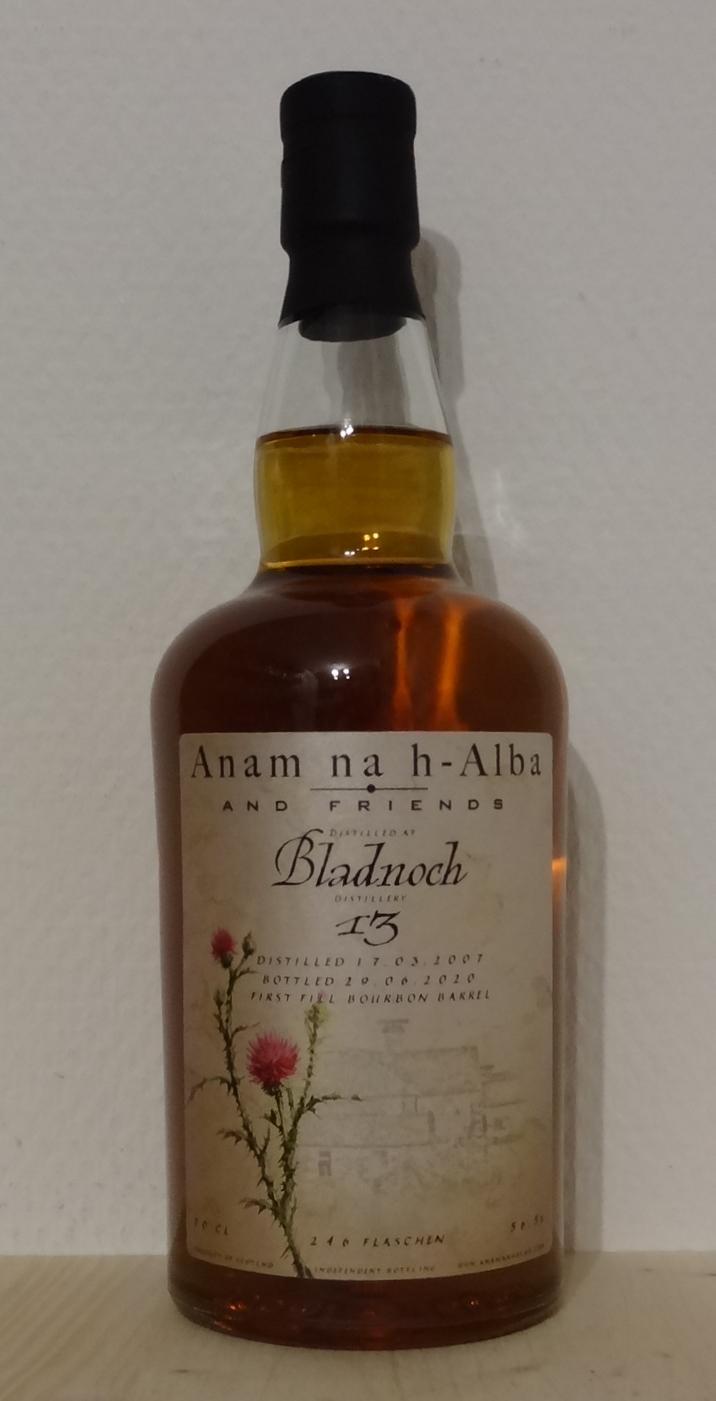 Anam na h-Alba
AND FRIENDS
DISTILLED AT
Bladnoch
DISTILLERY
13
DISTILLED 17.03.2007
BOTTLED 29.06.2020
FIRST FILL BOURBON BARREL
70 CL
246 FLASCHEN
INDEPENDENT BOTTLING